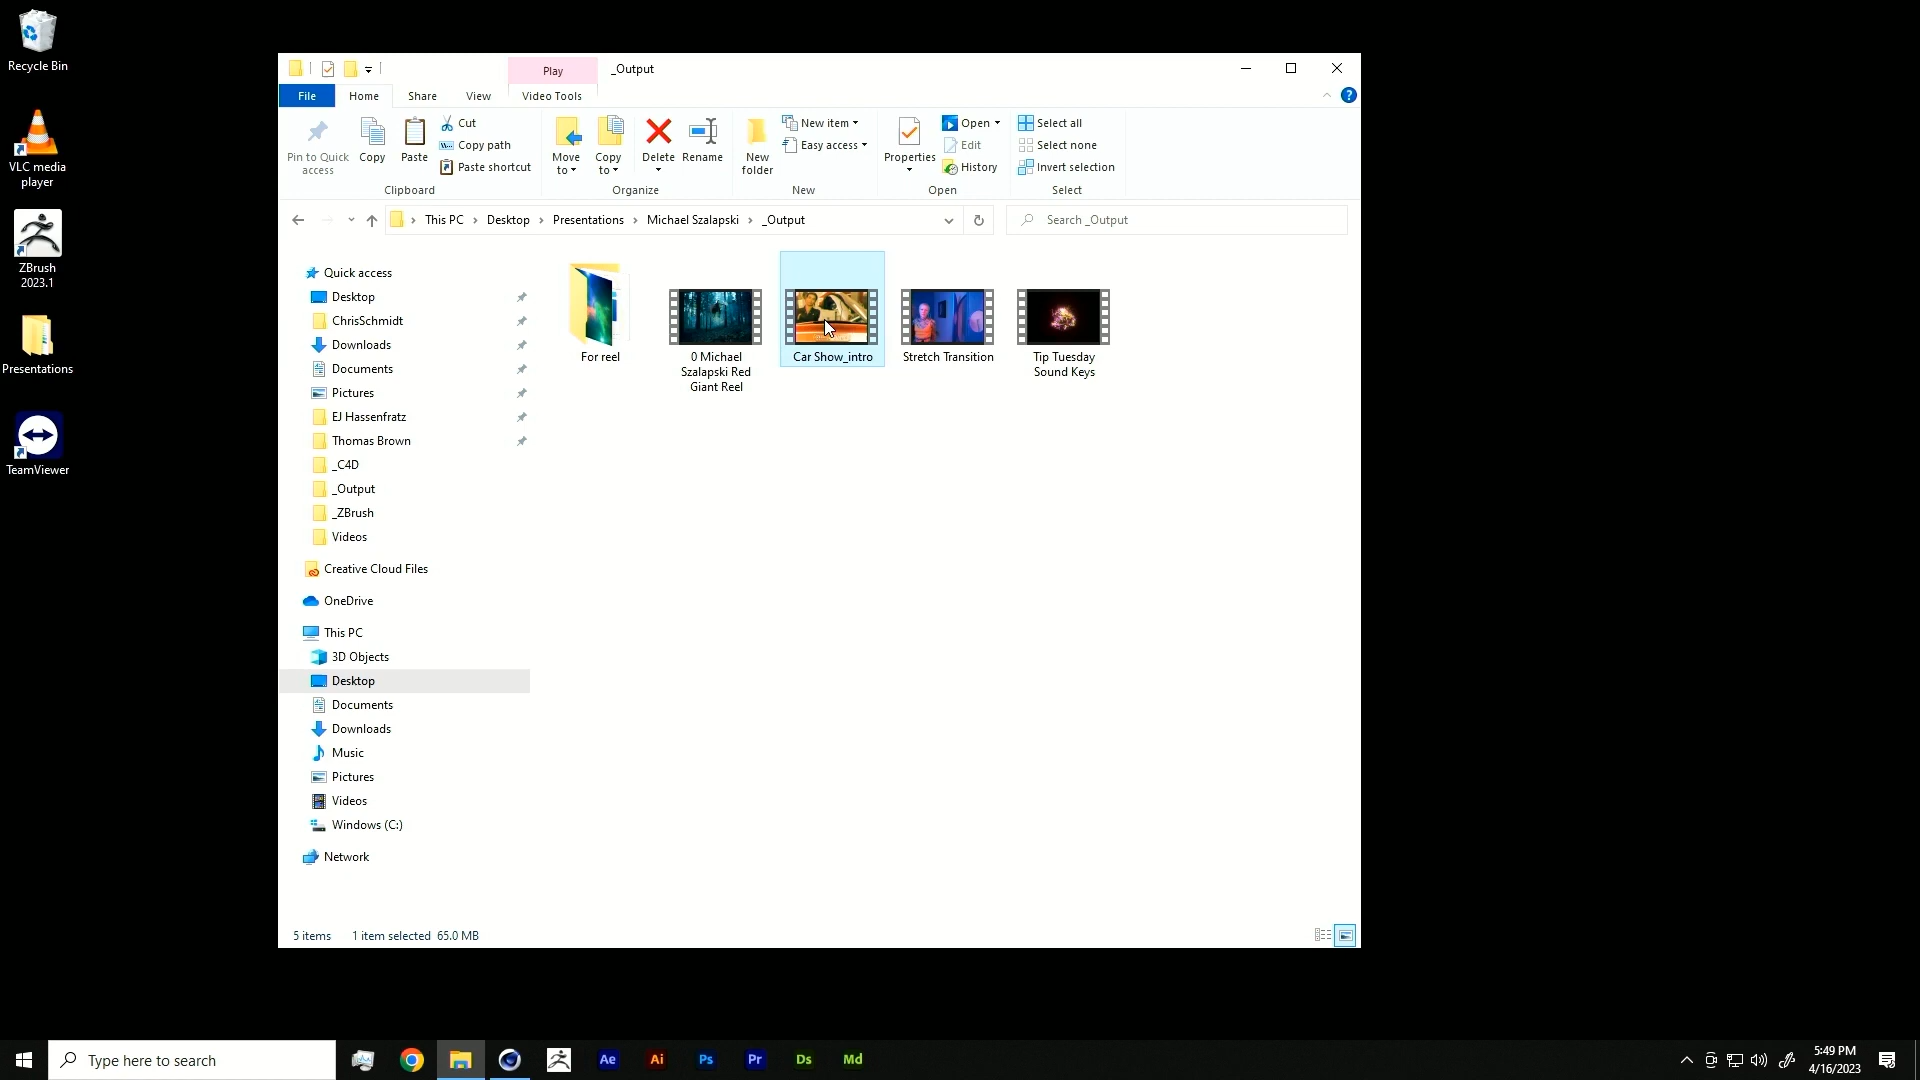 Recycle Bin
VLC media
player
ZBrush
2023.1
Presentations
TeamViewer
Play
_Output
File
Home
Share
View
Video Tools
Pin to Quick
access
Copy
Paste
Cut
Copy path
Paste shortcut
Clipboard
Move
to
Copy
to
Delete
Rename
Organize
New
folder
New item
Easy access
New
Properties
Open
Edit
History
Open
Select all
Select none
Invert selection
Select
This PC
Desktop
Presentations
Michael Szalapski
_Output
Search _Output
Quick access
Desktop
ChrisSchmidt
Downloads
Documents
Pictures
EJ Hassenfratz
Thomas Brown
_C4D
_Output
_ZBrush
Videos
Creative Cloud Files
OneDrive
This PC
3D Objects
Desktop
Documents
Downloads
Music
Pictures
Videos
Windows (C:)
Network
For reel
0 Michael
Szalapski Red
Giant Reel
Car Show_intro
Stretch Transition
Tip Tuesday
Sound Keys
5 items
1 item selected 65.0 MB
Type here to search
Ae
Ai
Ps
Pr
Ds
Md
5:49 PM
4/16/2023